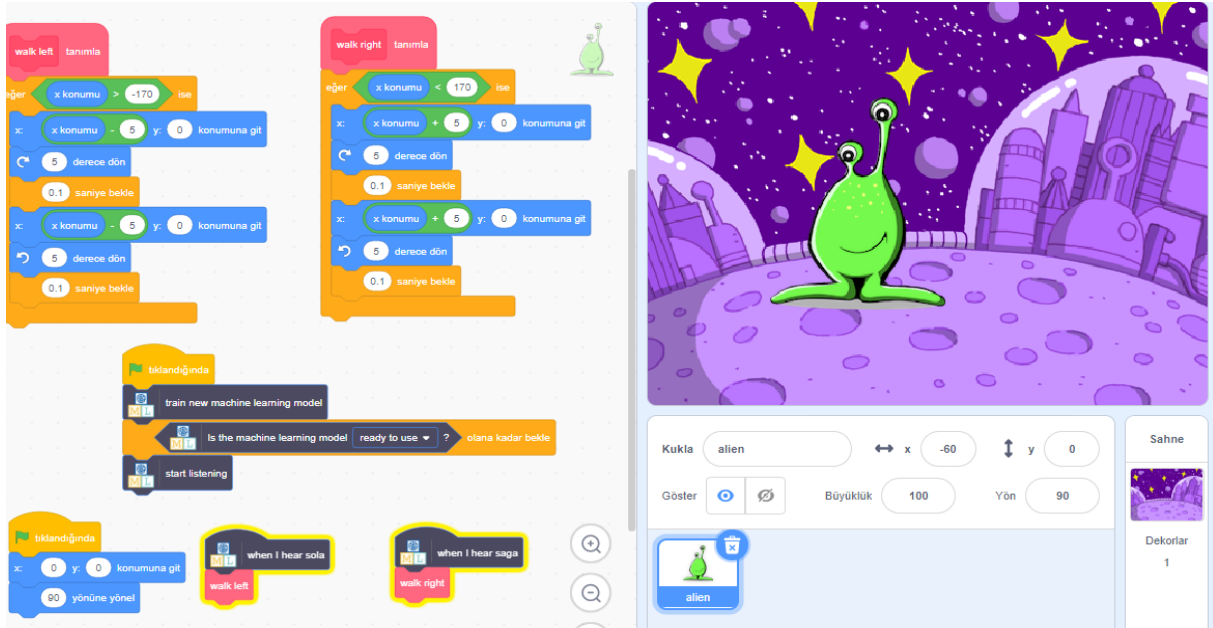 walk left tanımla
eğer x konumu > -170 ise
x: x konumu - 5 y: 0 konumuna git
5 derece dön
0.1 saniye bekle
x: x konumu - 5 y: 0 konumuna git
5 derece dön
0.1 saniye bekle
walk right tanımla
eğer x konumu < 170 ise
x: x konumu + 5 y: 0 konumuna git
5 derece dön
0.1 saniye bekle
x: x konumu + 5 y: 0 konumuna git
5 derece dön
0.1 saniye bekle
tıklandığında
ML train new machine learning model
ML Is the machine learning model ready to use ? olana kadar bekle
ML start listening
tıklandığında
x: 0 y: 0 konumuna git
90 yönüne yönel
ML when I hear sola
walk left
ML when I hear saga
walk right
Kukla alien x -60 y 0
Göster Büyüklük 100 Yön 90
alien
Sahne
Dekorlar
1